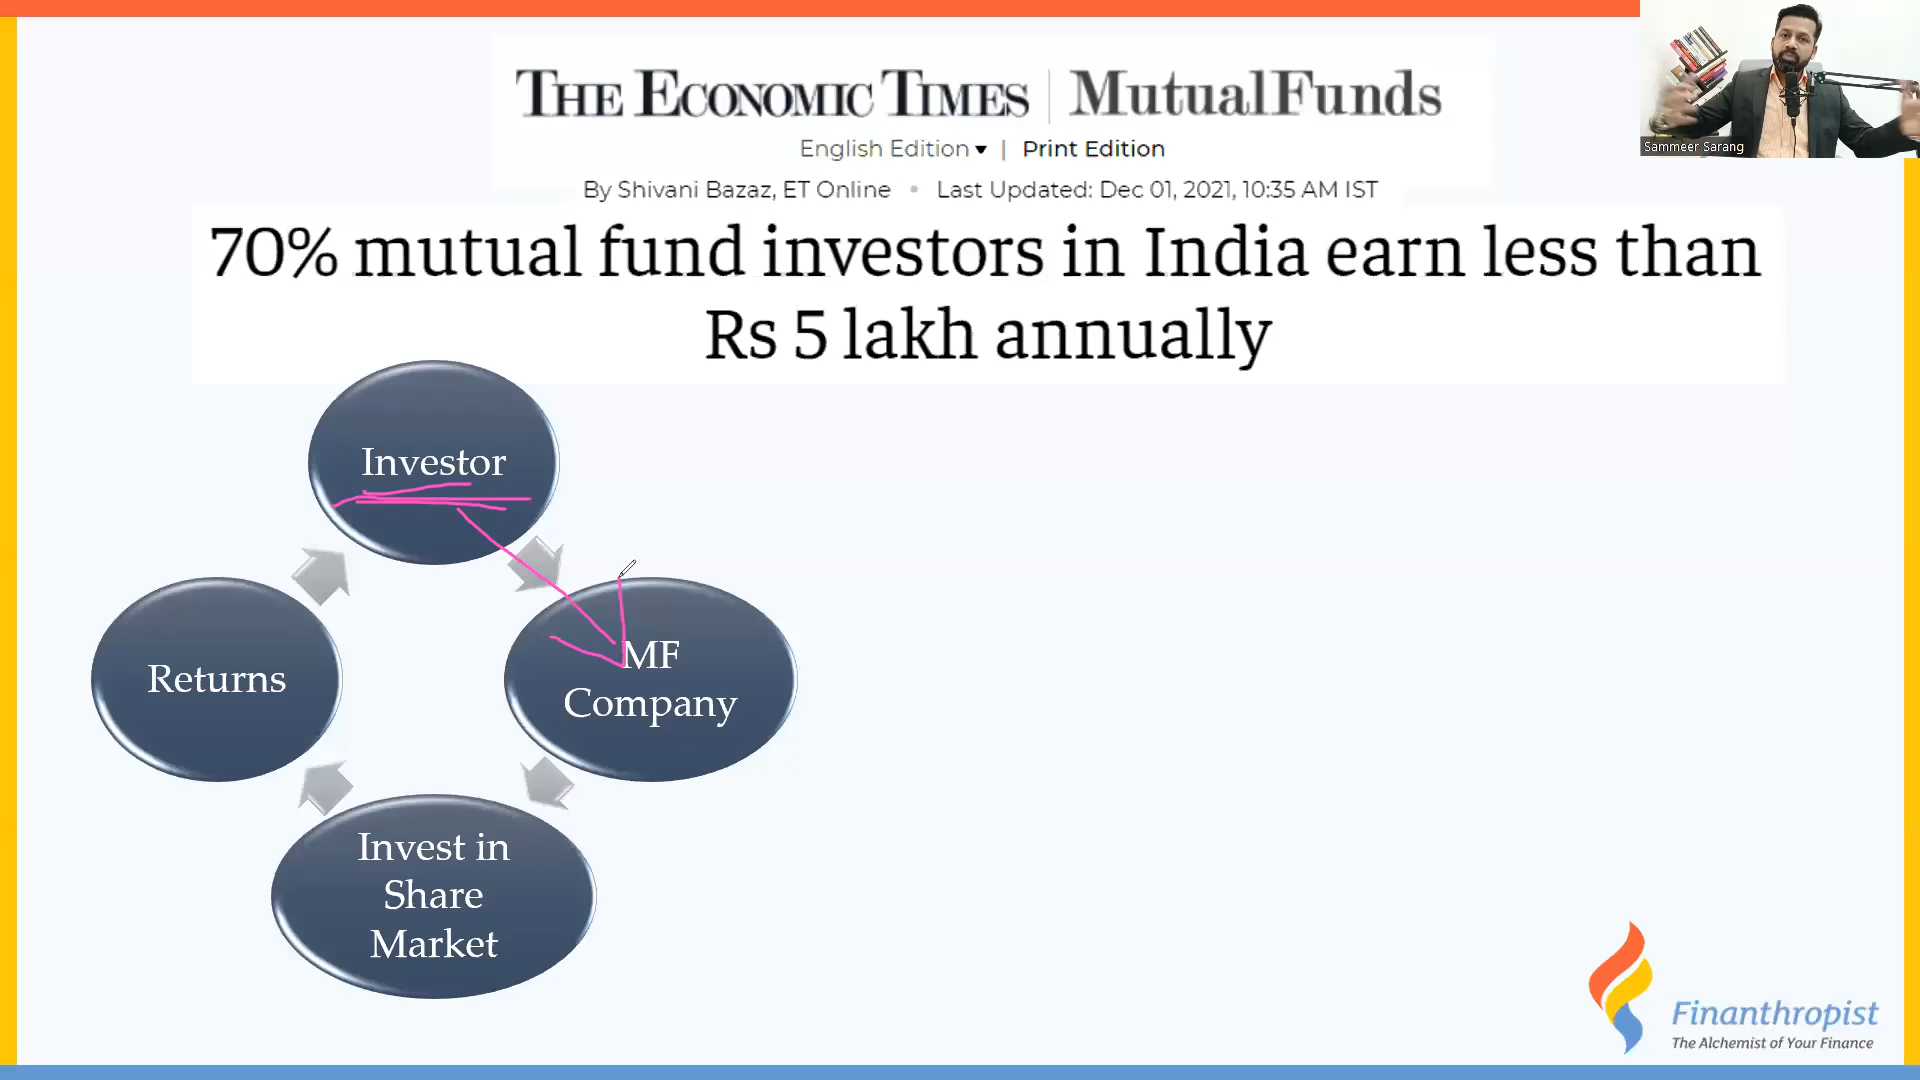 THE ECONOMIC TIMES | MutualFunds
English Edition ▾ | Print Edition
By Shivani Bazaz, ET Online • Last Updated: Dec 01, 2021, 10:35 AM IST
70% mutual fund investors in India earn less than
Rs 5 lakh annually
Sammeer Sarang
Investor
MF
Company
Invest in
Share
Market
Returns
Finanthropist
The Alchemist of Your Finance